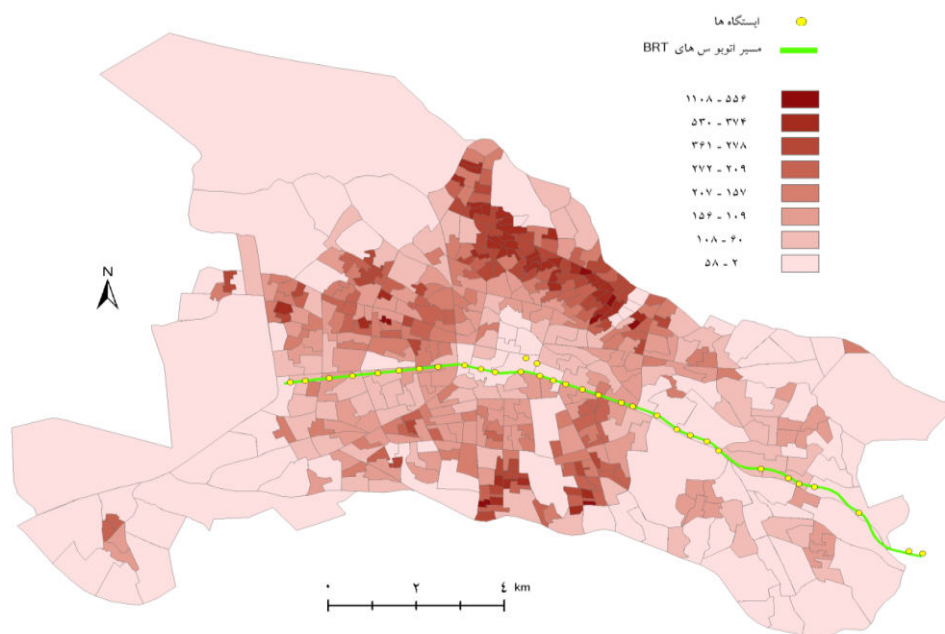 ایستگاه ها
مسیر اتوبو س های BRT
۱۱۰۸ - ۵۵۶
۵۳۰ - ۳۷۴
۳۶۱ - ۲۷۸
۲۷۲ - ۲۰۹
۲۰۷ - ۱۵۷
۱۵۶ - ۱۰۹
۱۰۸ - ۶۰
۵۸ - ۲
N
۰ ۲ ۴ km